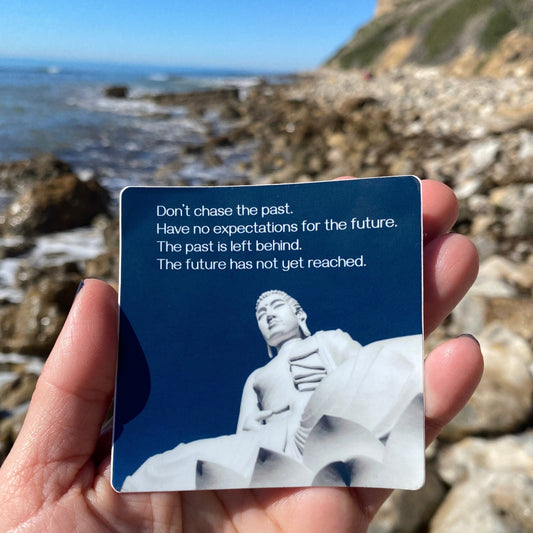 Don't chase the past.
Have no expectations for the future.
The past is left behind.
The future has not yet reached.